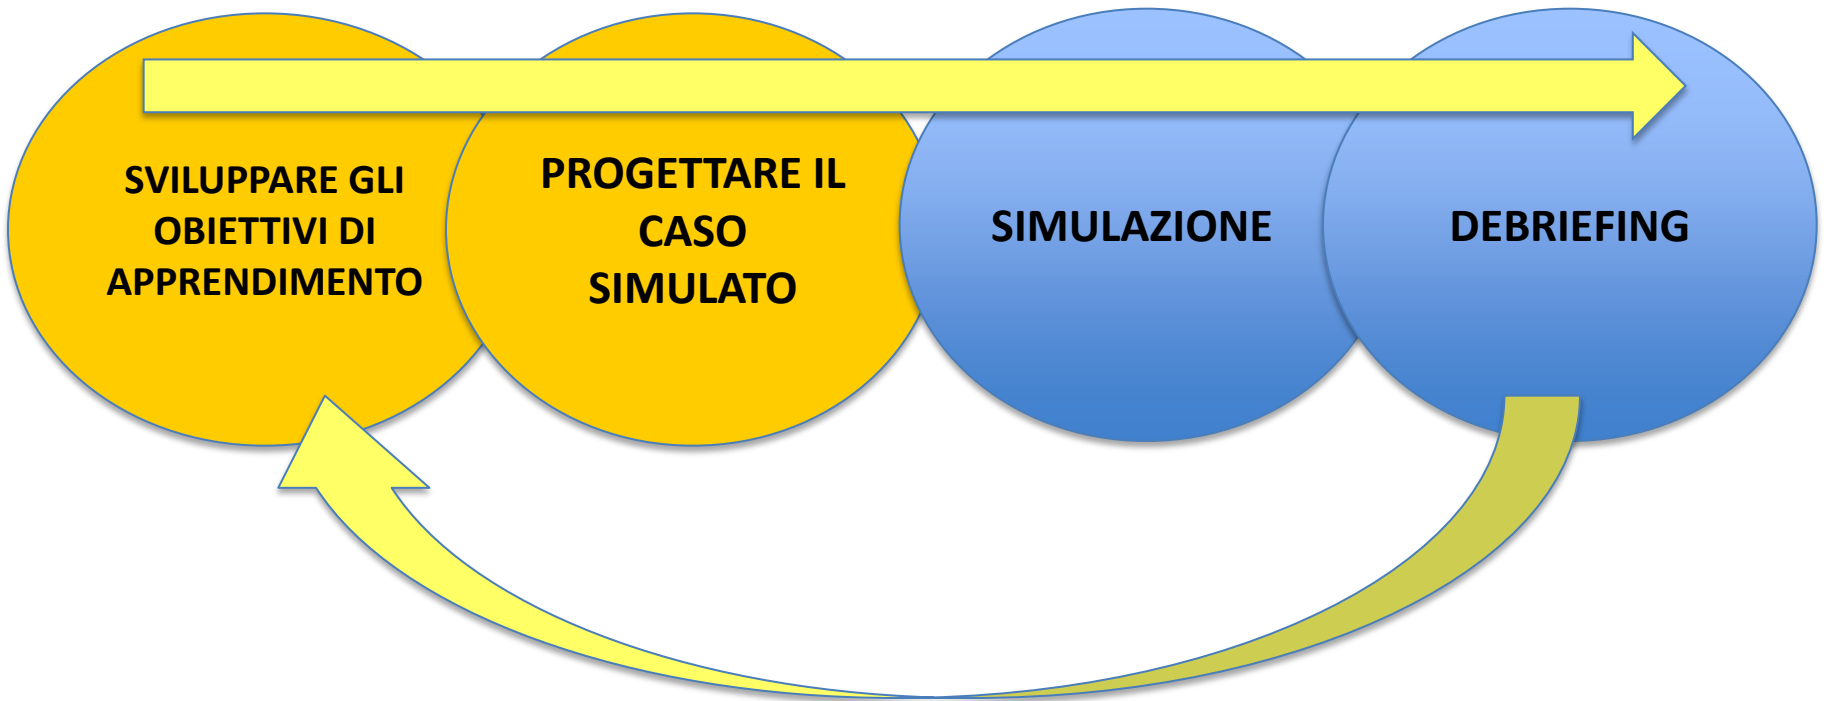 SVILUPPARE GLI
OBIETTIVI DI
APPRENDIMENTO
PROGETTARE IL
CASO
SIMULATO
SIMULAZIONE
DEBRIEFING